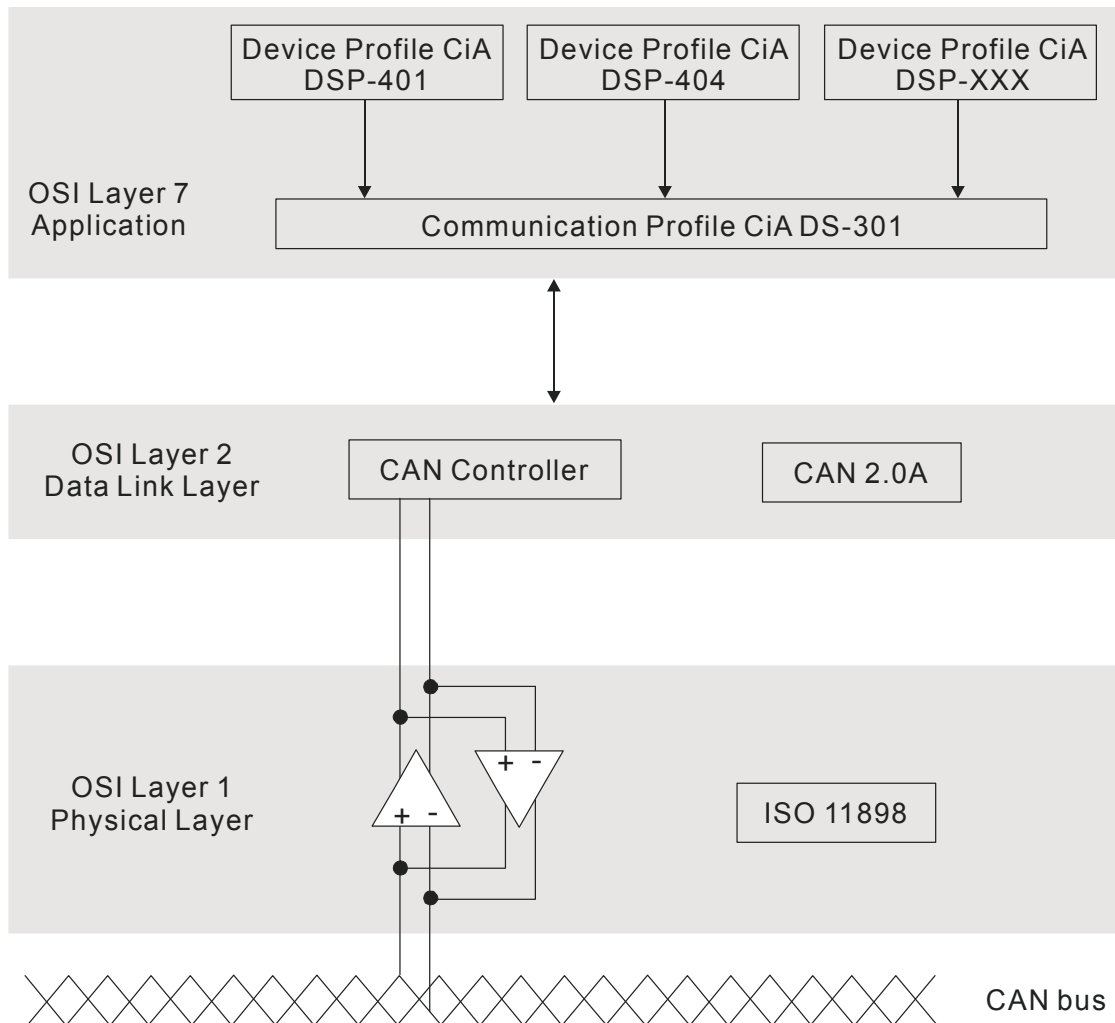 Device Profile CiA
DSP-401
Device Profile CiA
DSP-404
Device Profile CiA
DSP-XXX
OSI Layer 7
Application
Communication Profile CiA DS-301
OSI Layer 2
Data Link Layer
CAN Controller
CAN 2.0A
OSI Layer 1
Physical Layer
+ -
+ -
ISO 11898
CAN bus